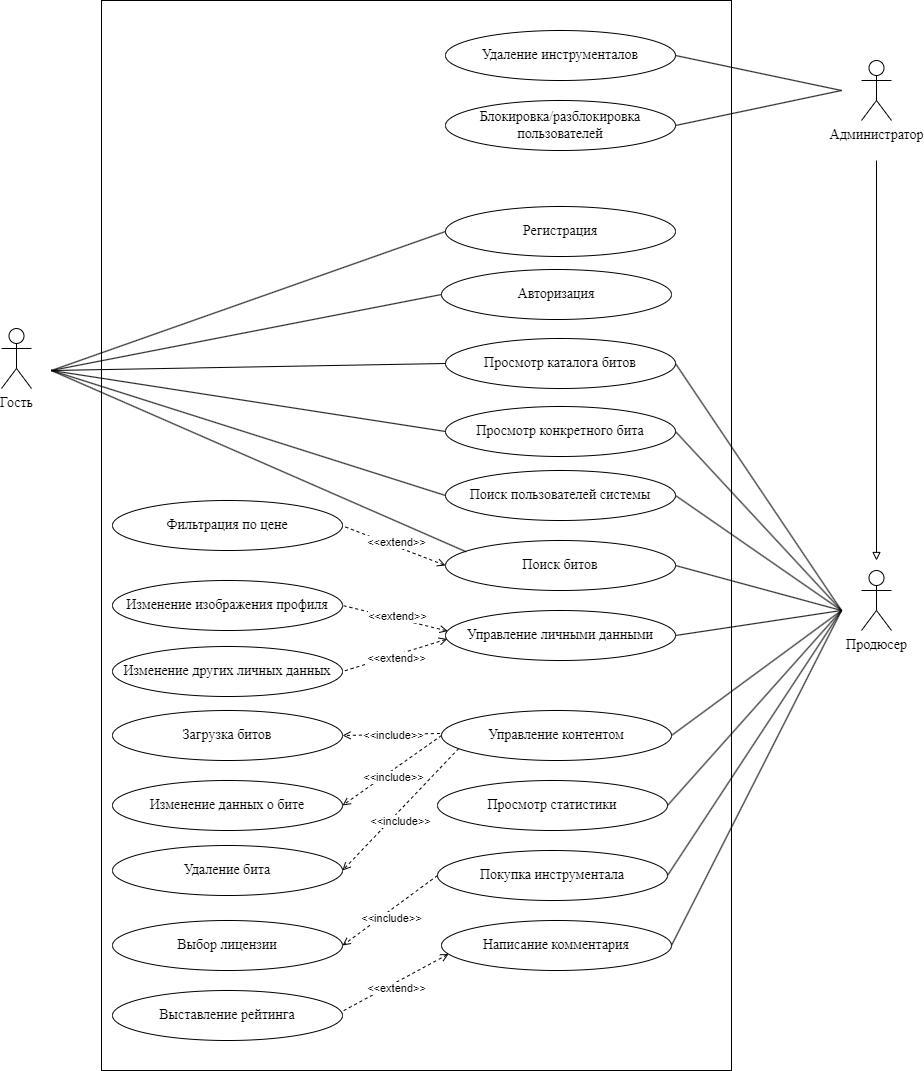 Удаление инструменталов
Блокировка/разблокировка
пользователей
Администратор
Регистрация
Авторизация
Просмотр каталога битов
Гость
Просмотр конкретного бита
Поиск пользователей системы
Фильтрация по цене
<<extend>>
Поиск битов
Изменение изображения профиля
<<extend>>
Управление личными данными
Продюсер
<<extend>>
Изменение других личных данных
Загрузка битов
<<include>>
Управление контентом
<<include>>
Изменение данных о бите
Просмотр статистики
<<include>>
Удаление бита
Покупка инструментала
<<include>>
Выбор лицензии
Написание комментария
<<extend>>
Выставление рейтинга